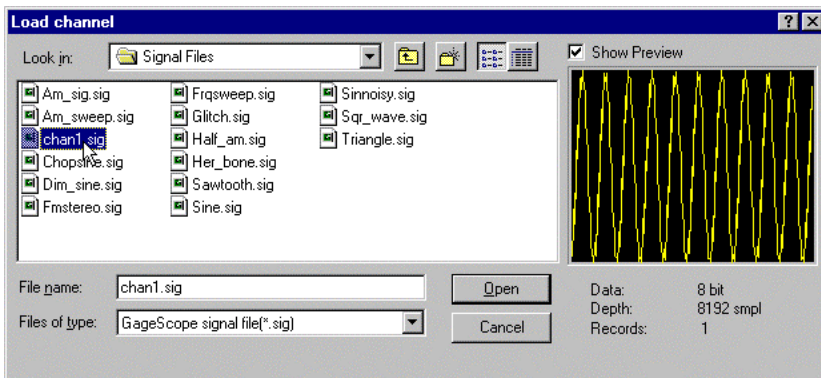 Load channel
Look in: Signal Files
Show Preview
Am_sig.sig Frqsweep.sig Sinnoisy.sig
Am_sweep.sig Glitch.sig Sqr_wave.sig
chan1.sig Half_am.sig Triangle.sig
Chopsine.sig Her_bone.sig
Dim_sine.sig Sawtooth.sig
Fmstereo.sig Sine.sig
File name: chan1.sig Open
Files of type: GageScope signal file(*.sig) Cancel
Data: 8 bit
Depth: 8192 smpl
Records: 1